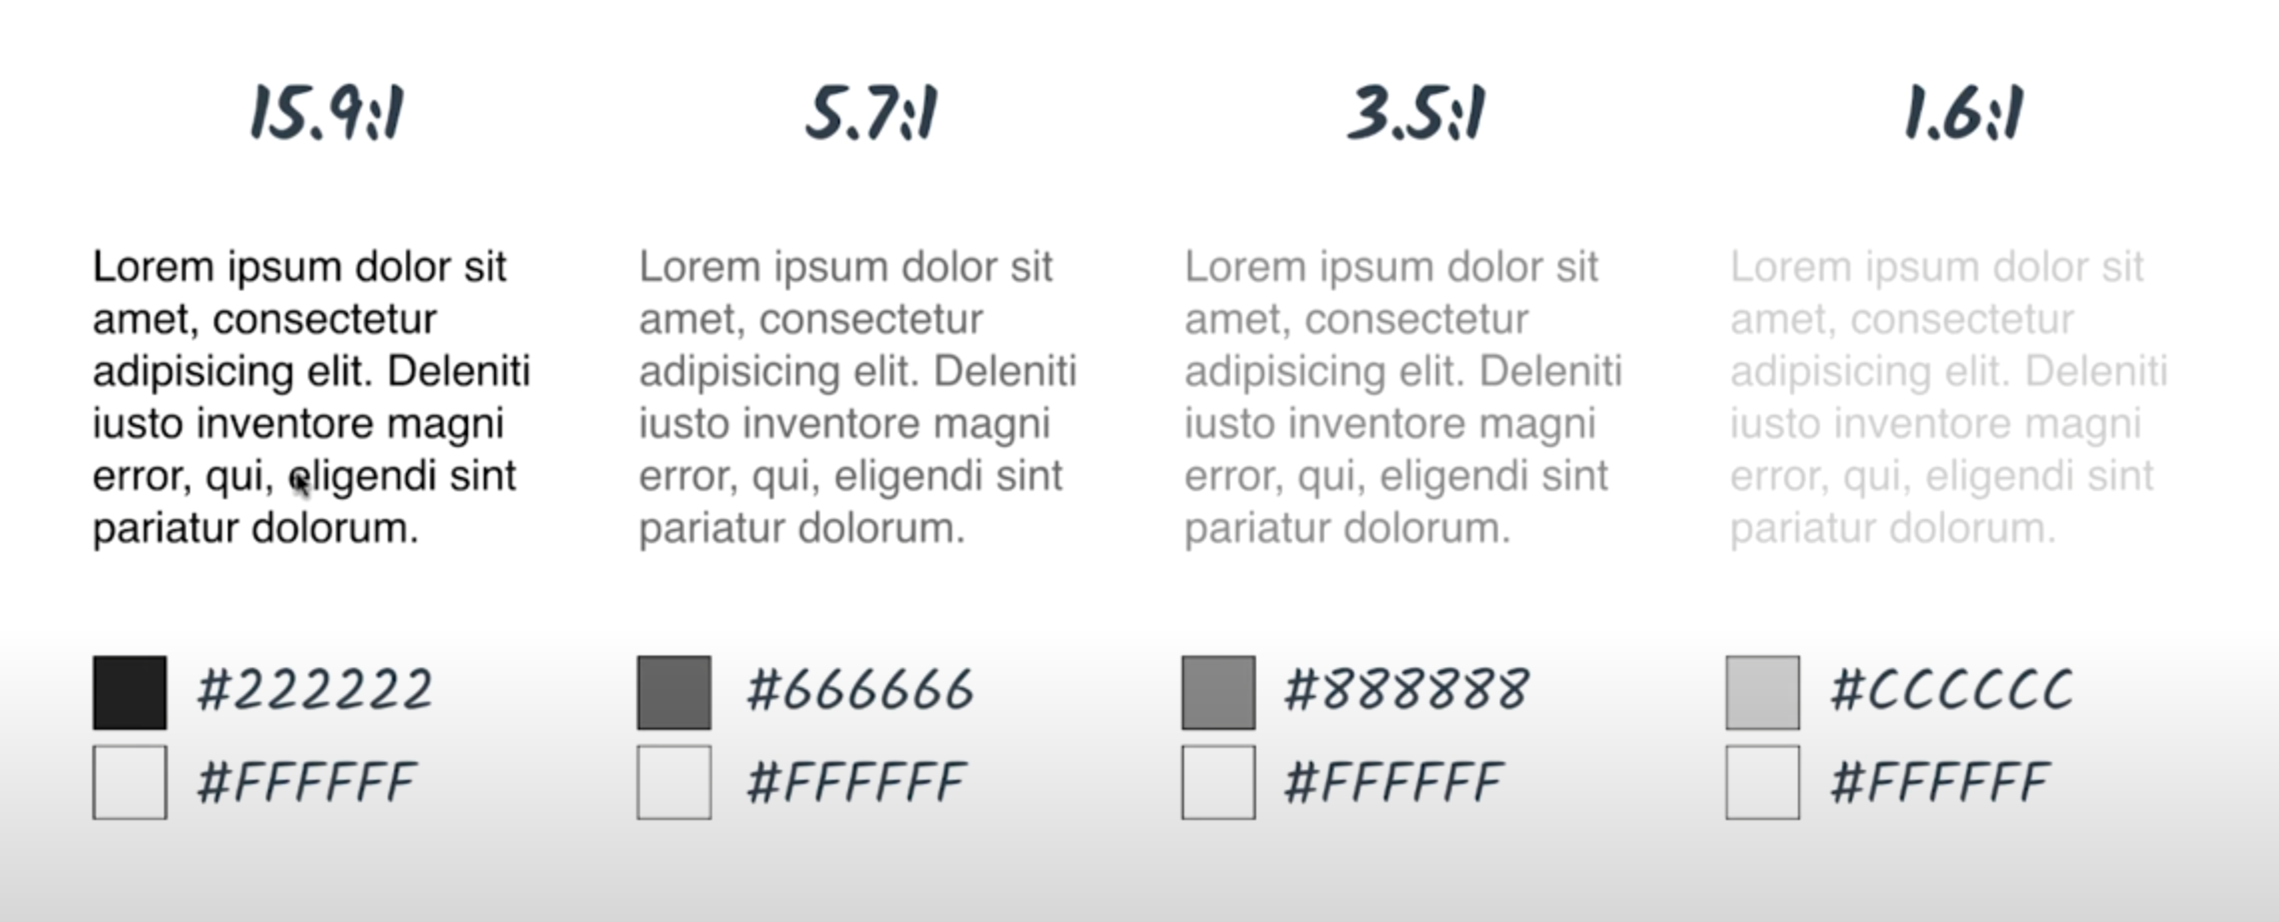 15.9:1
5.7:1
3.5:1
1.6:1
Lorem ipsum dolor sit
amet, consectetur
adipisicing elit. Deleniti
iusto inventore magni
error, qui, eligendi sint
pariatur dolorum.
Lorem ipsum dolor sit
amet, consectetur
adipisicing elit. Deleniti
iusto inventore magni
error, qui, eligendi sint
pariatur dolorum.
Lorem ipsum dolor sit
amet, consectetur
adipisicing elit. Deleniti
iusto inventore magni
error, qui, eligendi sint
pariatur dolorum.
Lorem ipsum dolor sit
amet, consectetur
adipisicing elit. Deleniti
iusto inventore magni
error, qui, eligendi sint
pariatur dolorum.
#222222
#FFFFFF
#666666
#FFFFFF
#888888
#FFFFFF
#CCCCCC
#FFFFFF